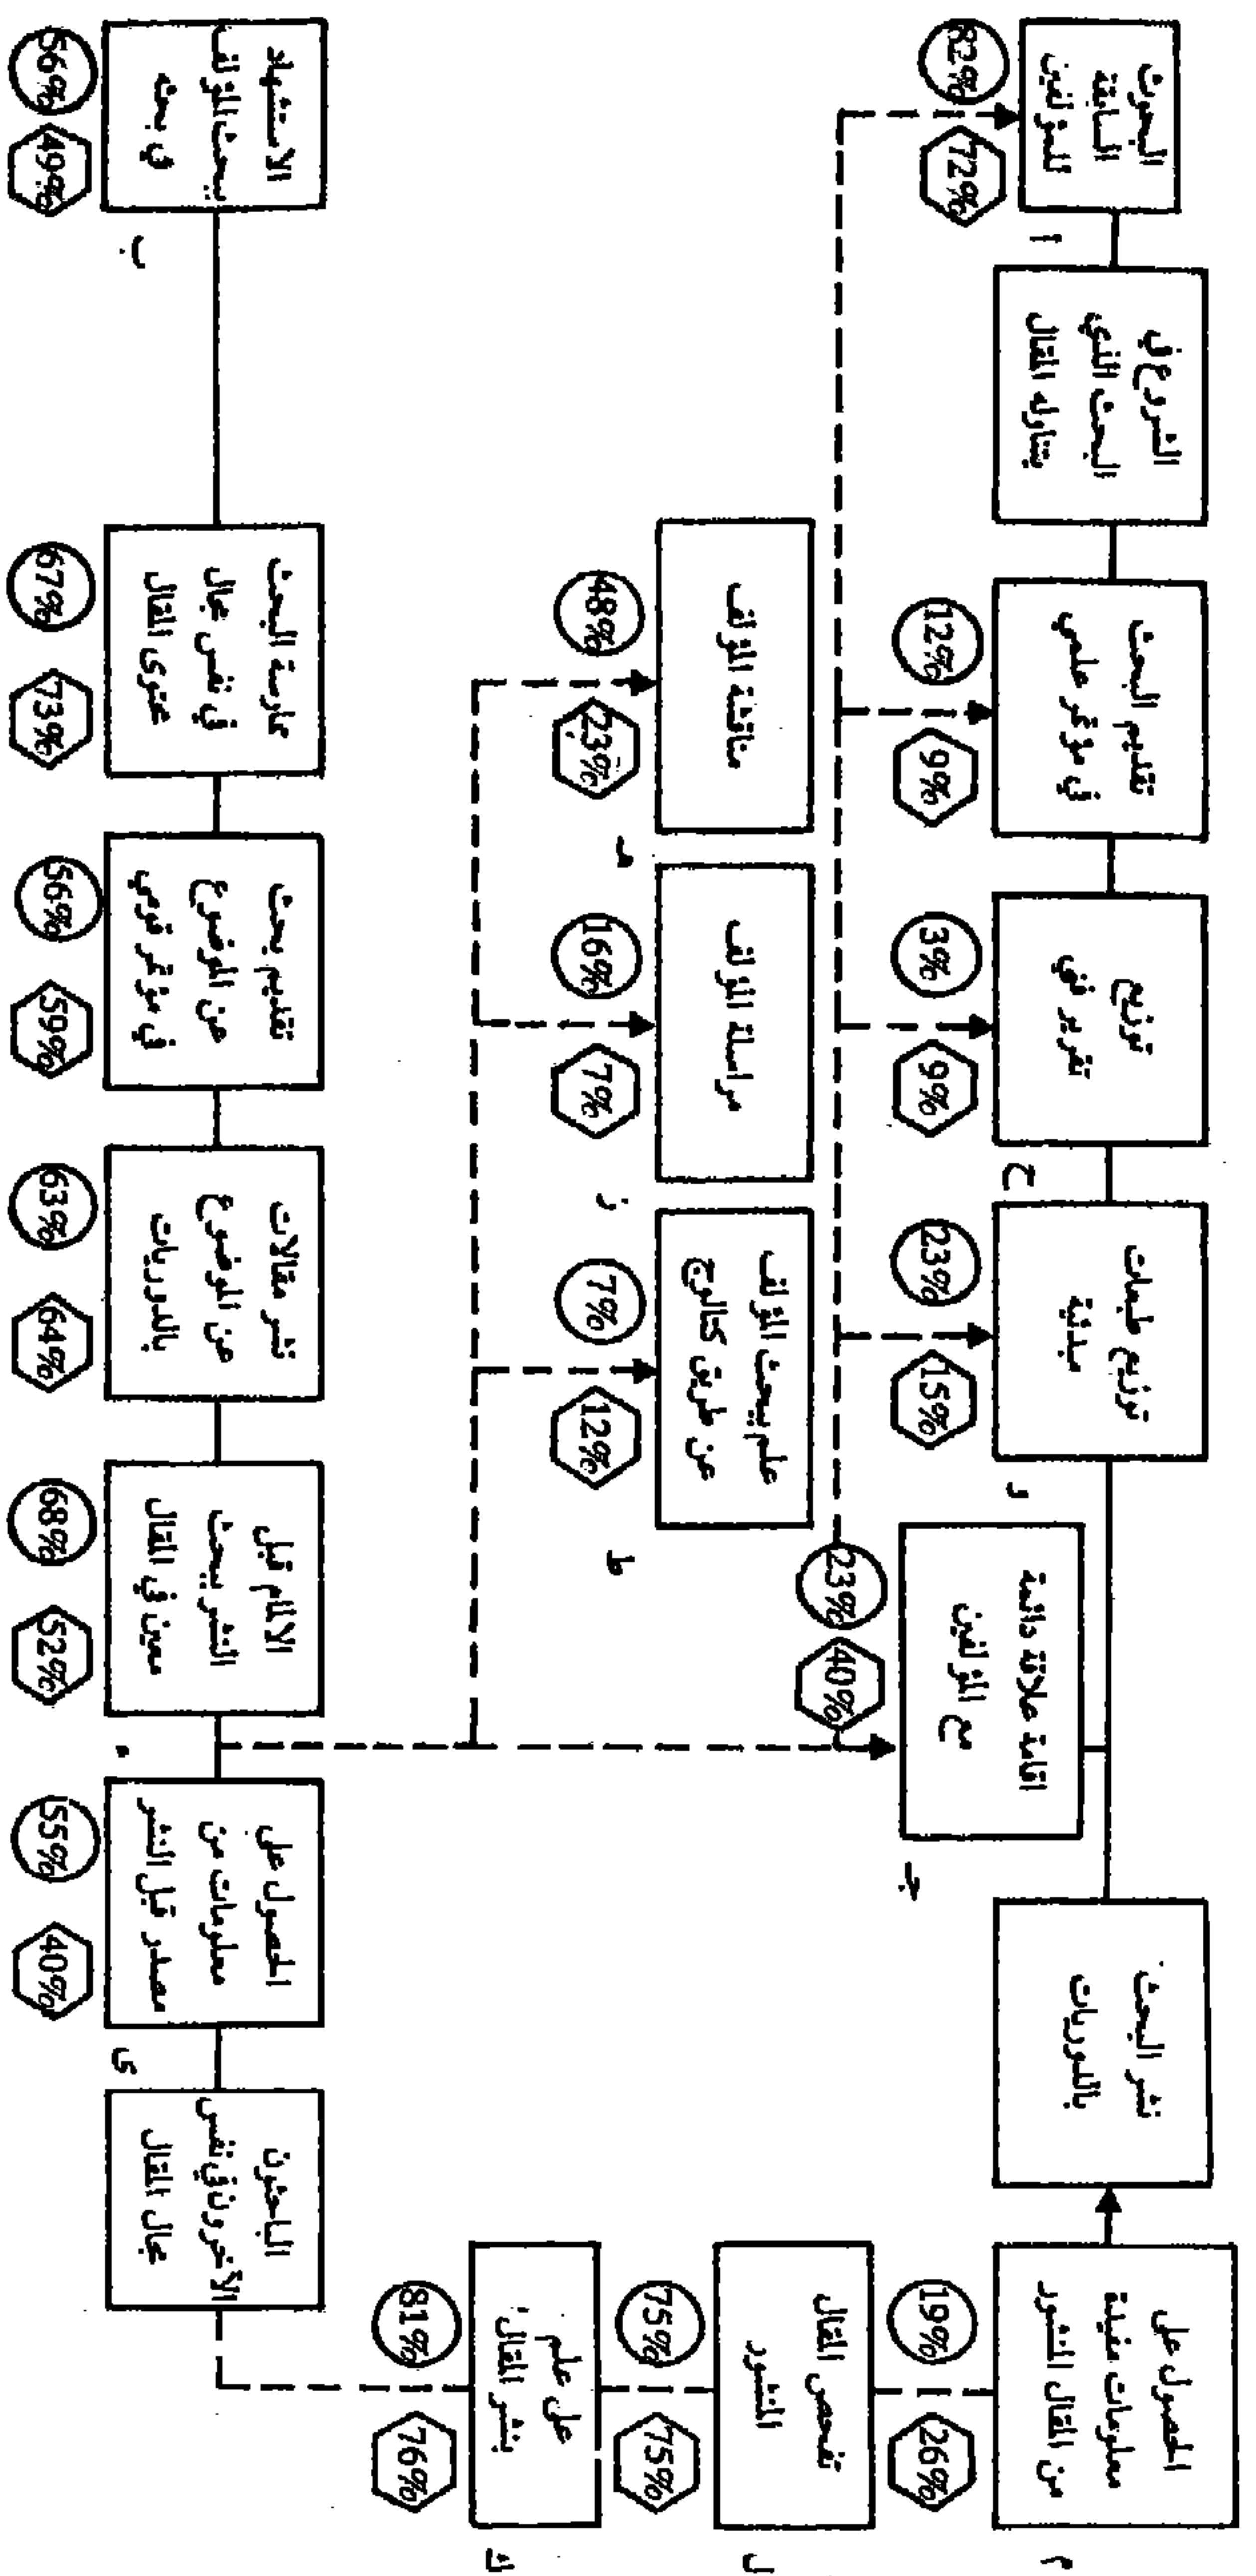 البحوث
السابقة
للمؤلفين
82%
72%
أ
الشروع في
البحث الذي
يتناوله المقال
تقديم البحث
في مؤتمر علمي
12%
9%
توزيع
تقرير فني
3%
9%
ح
توزيع طبعات
مبدئية
23%
15%
د
اقامة علاقة دائمة
مع المؤلفين
23%
40%
جـ
نشر البحث
بالدوريات
الحصول على
معلومات مفيدة
من المقال المنشور
19%
26%
م
مناقشة المؤلف
48%
23%
هـ
مراسلة المؤلف
16%
7%
ز
علم ببحث المؤلف
عن طريق كتالوج
7%
12%
ط
تفحص المقال
المنشور
75%
75%
ل
على علم
بنشر المقال
81%
76%
ك
الاستشهاد
ببحث المؤلف
في بحثه
56%
49%
ب
ممارسة البحث
في نفس مجال
محتوى المقال
67%
73%
تقديم بحث
عن الموضوع
في مؤتمر قومي
56%
59%
نشر مقالات
عن الموضوع
بالدوريات
63%
64%
الالمام قبل
النشر ببحث
معين في المقال
68%
52%
الحصول على
معلومات من
مصدر قبل النشر
55%
40%
ى
الباحثون
الآخرون في نفس
مجال المقال